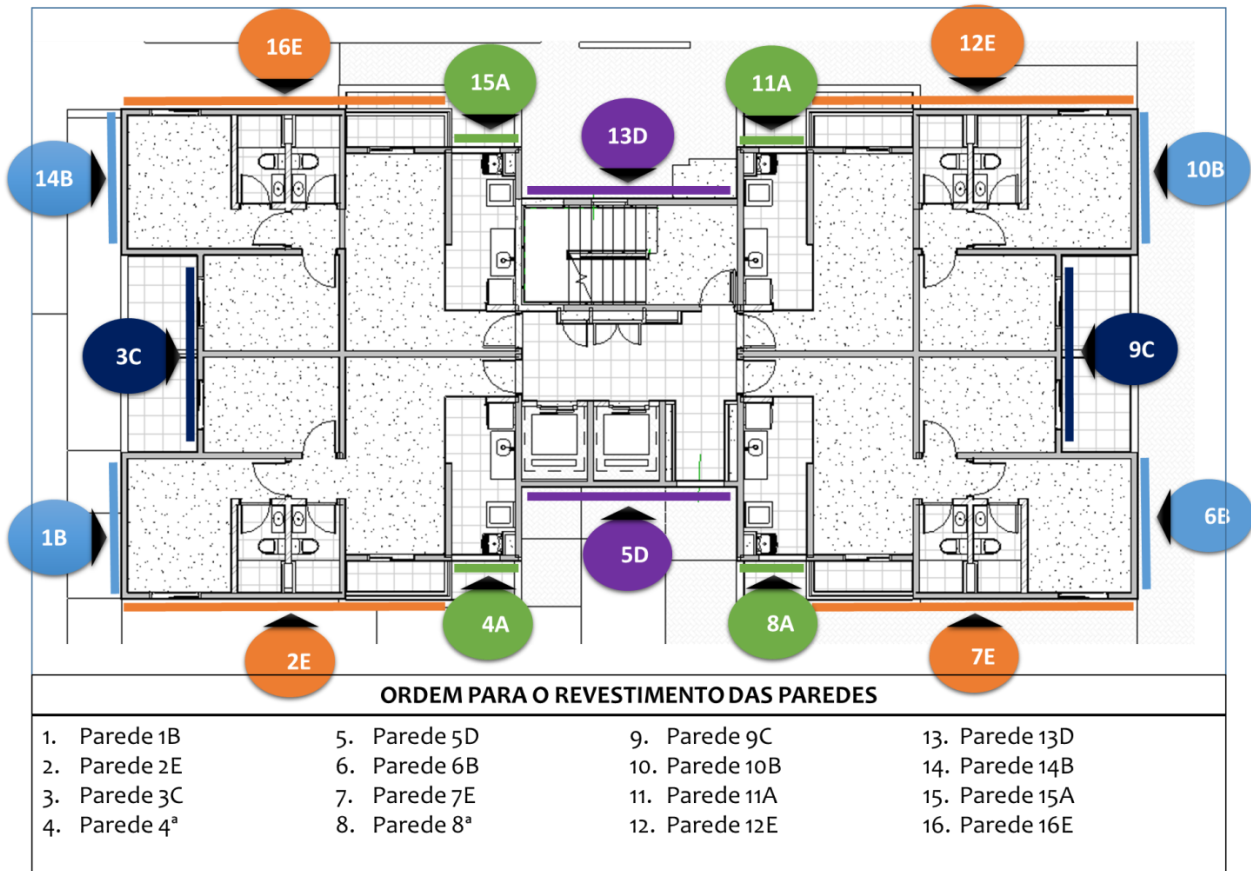 16E
12E
15A
11A
13D
14B
10B
3C
9C
1B
6B
5D
4A
8A
2E
7E
ORDEM PARA O REVESTIMENTO DAS PAREDES
1. Parede 1B
2. Parede 2E
3. Parede 3C
4. Parede 4ª
5. Parede 5D
6. Parede 6B
7. Parede 7E
8. Parede 8ª
9. Parede 9C
10. Parede 10B
11. Parede 11A
12. Parede 12E
13. Parede 13D
14. Parede 14B
15. Parede 15A
16. Parede 16E